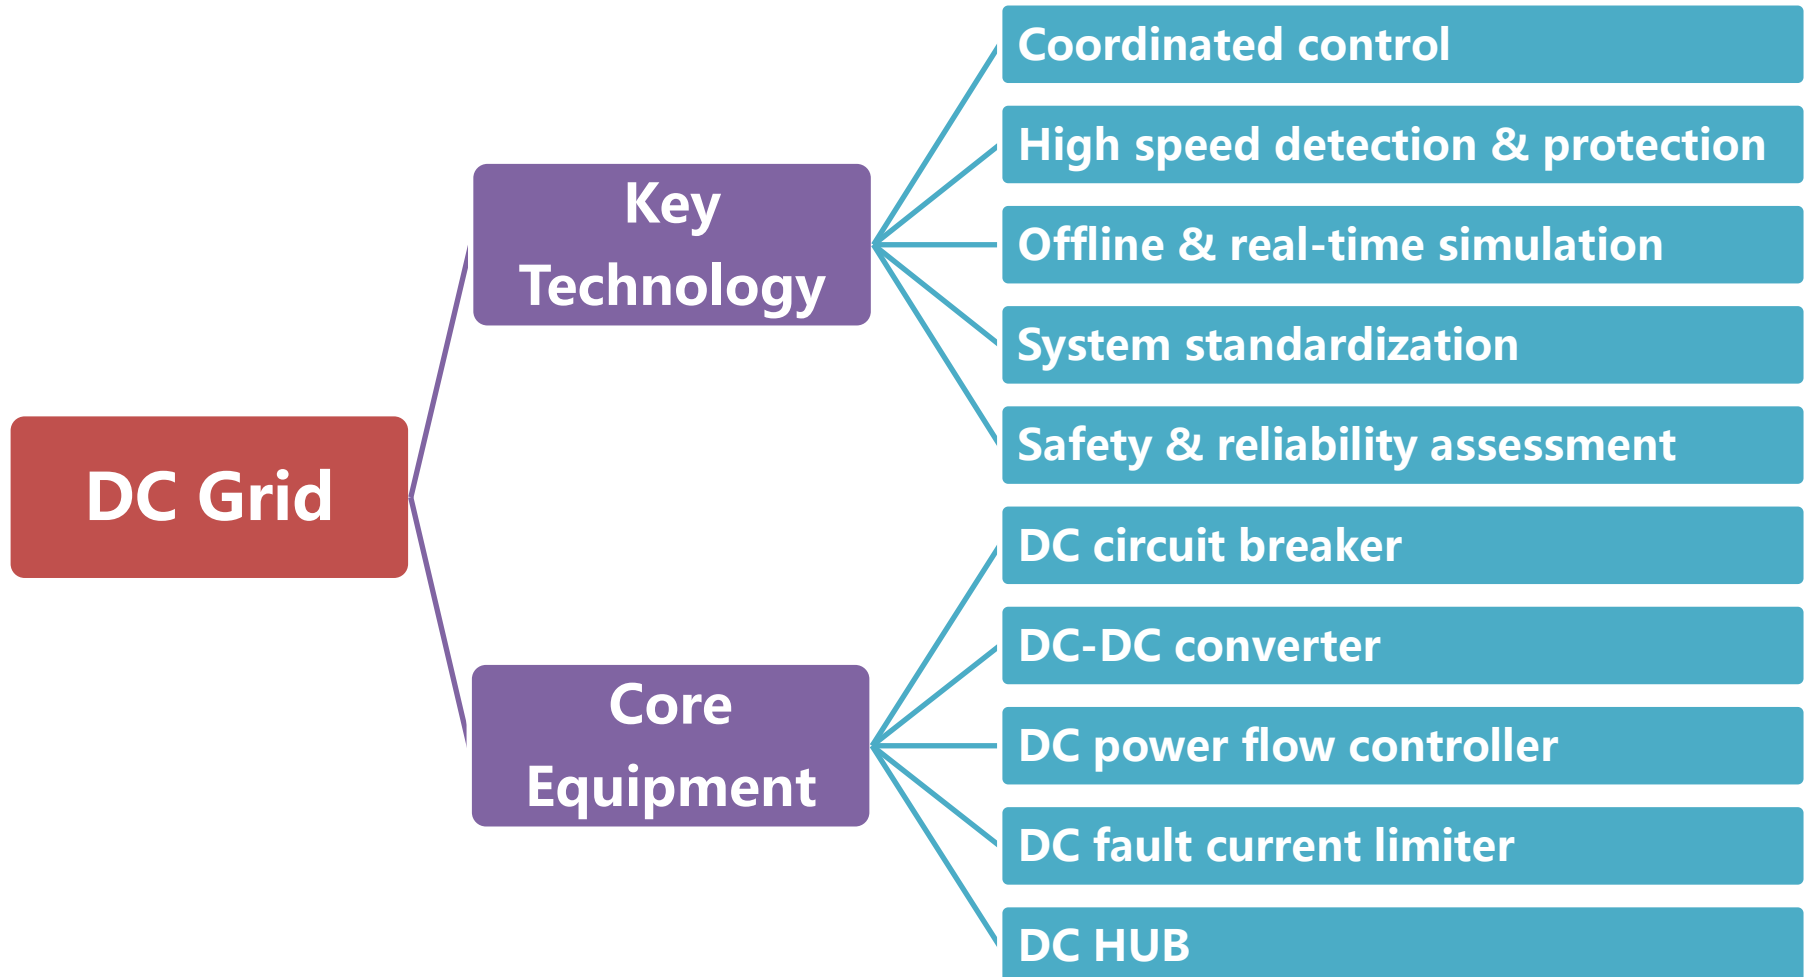 DC Grid
Key
Technology
Coordinated control
High speed detection & protection
Offline & real-time simulation
System standardization
Safety & reliability assessment
Core
Equipment
DC circuit breaker
DC-DC converter
DC power flow controller
DC fault current limiter
DC HUB